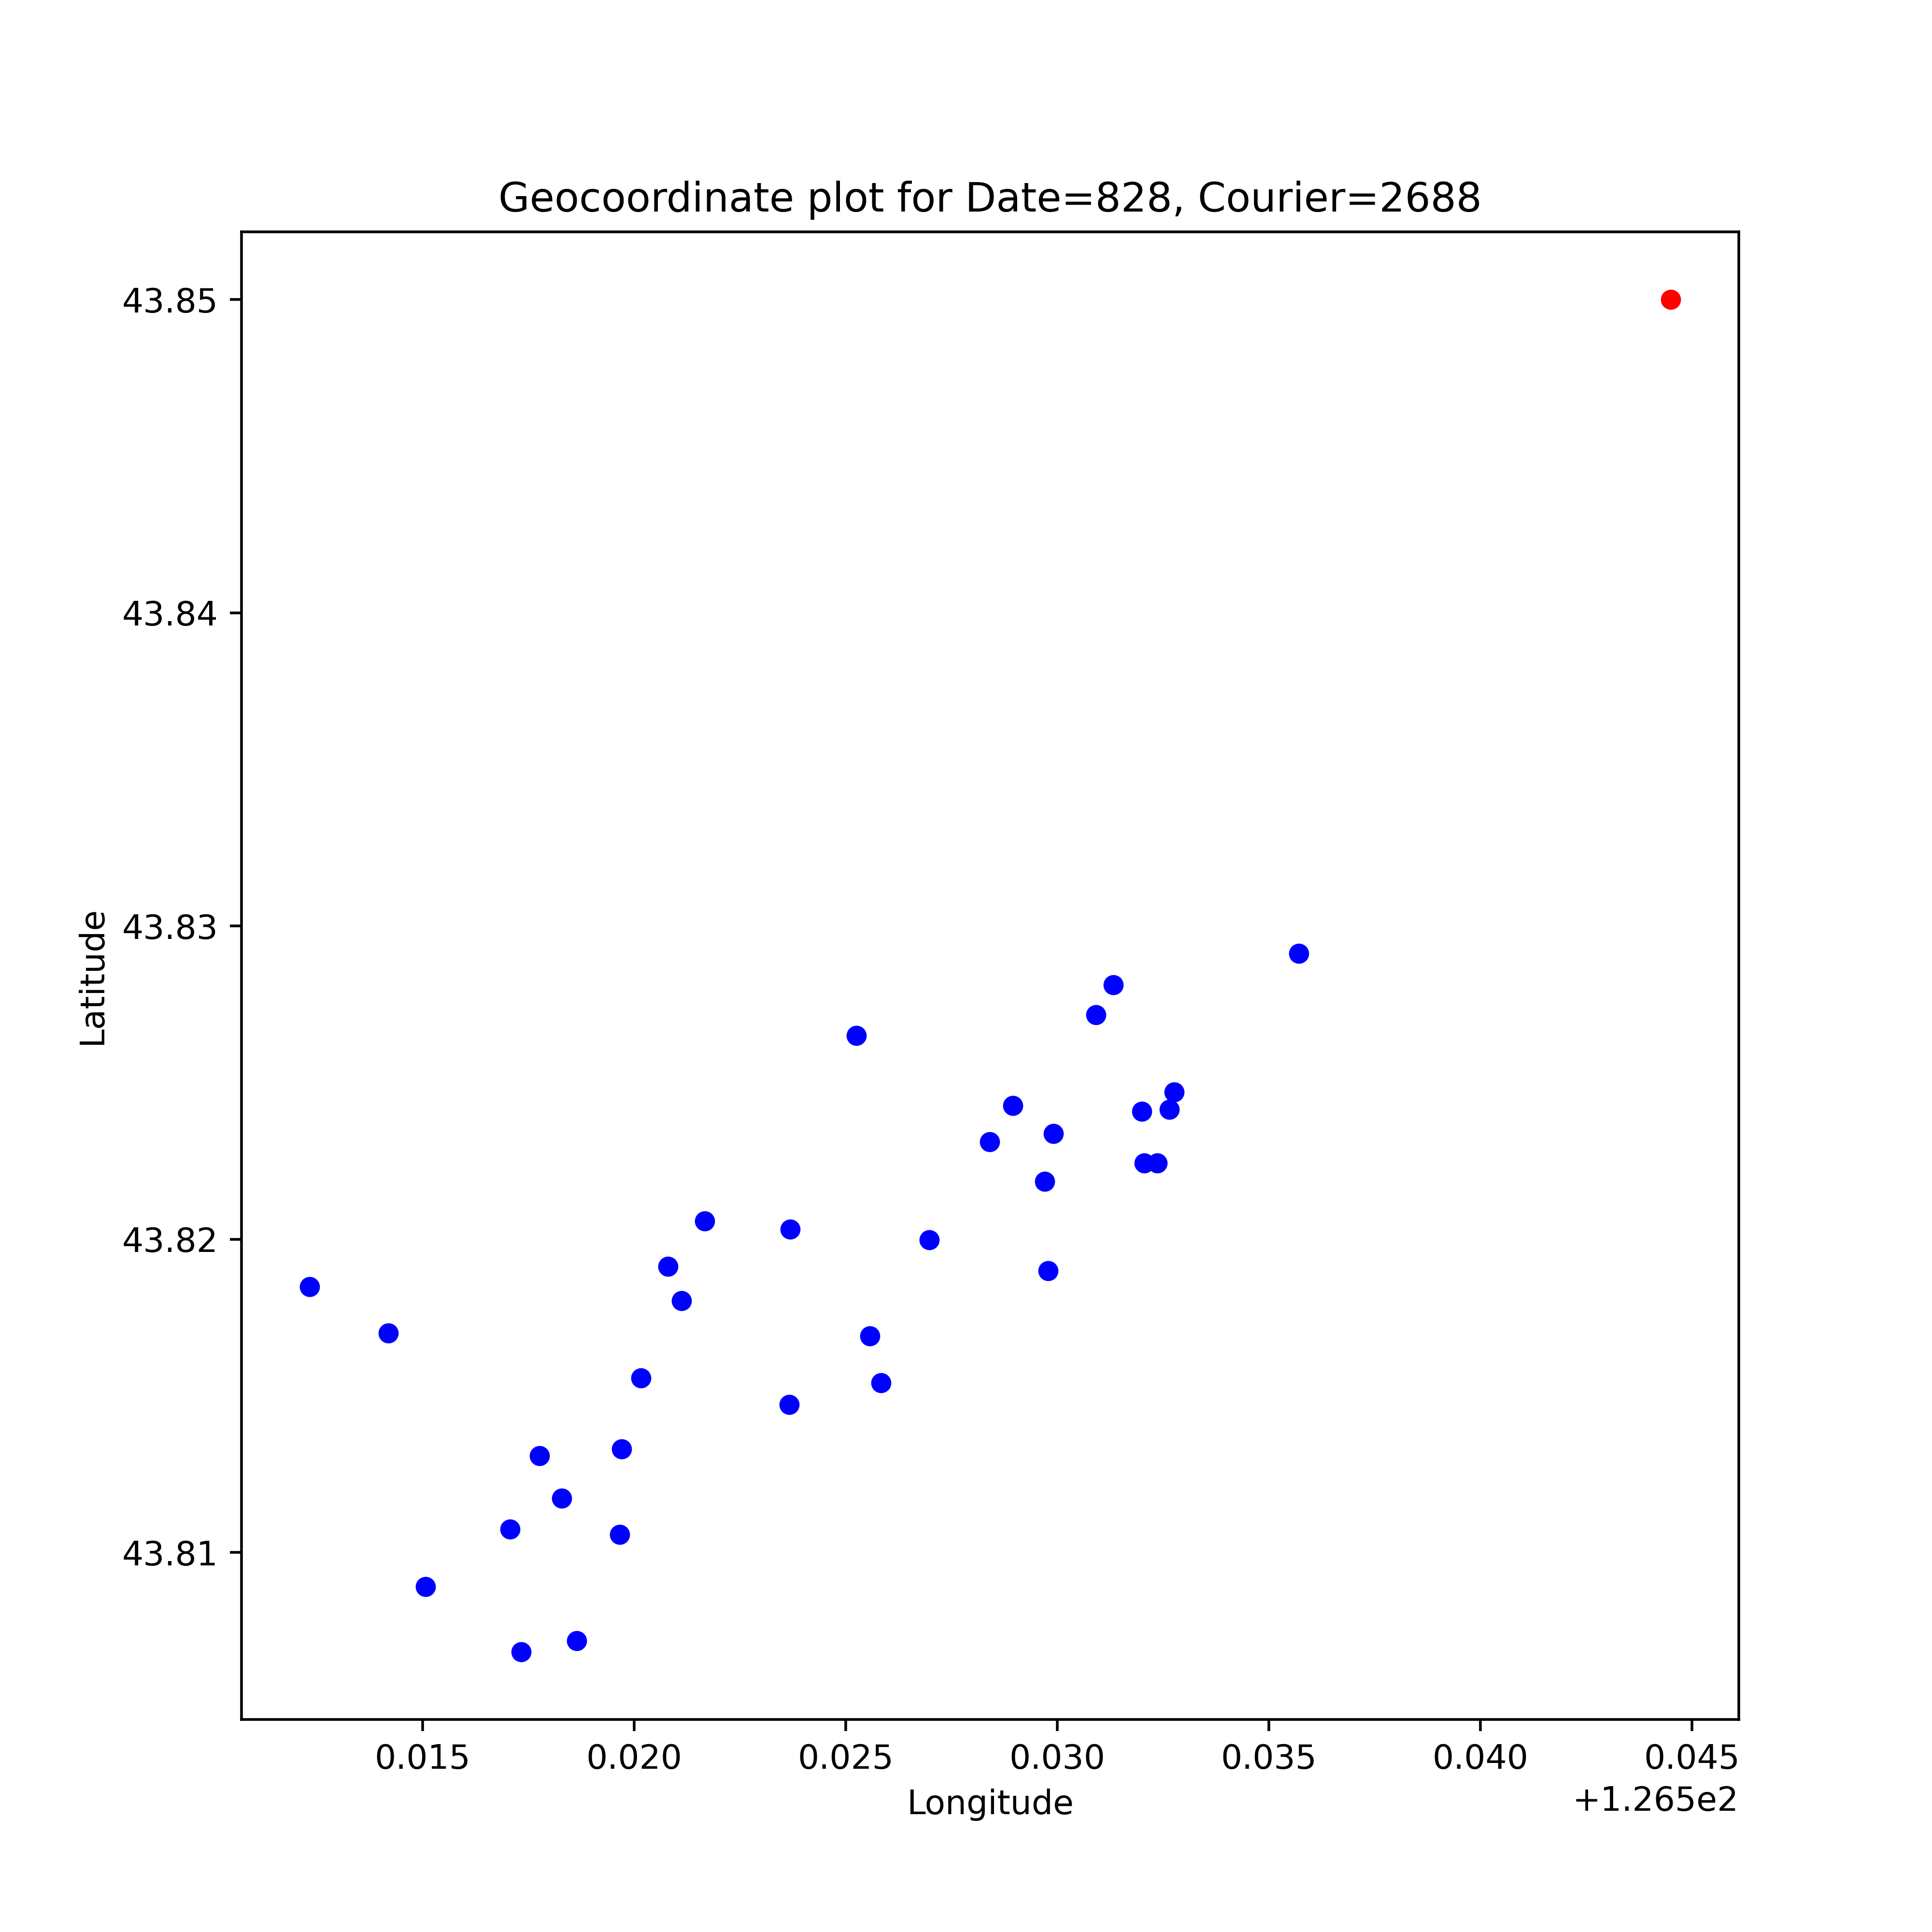 Geocoordinate plot for Date=828, Courier=2688
43.85
43.84
43.83
43.82
43.81
Latitude
0.015 0.020 0.025 0.030 0.035 0.040 0.045
+1.265e2
Longitude